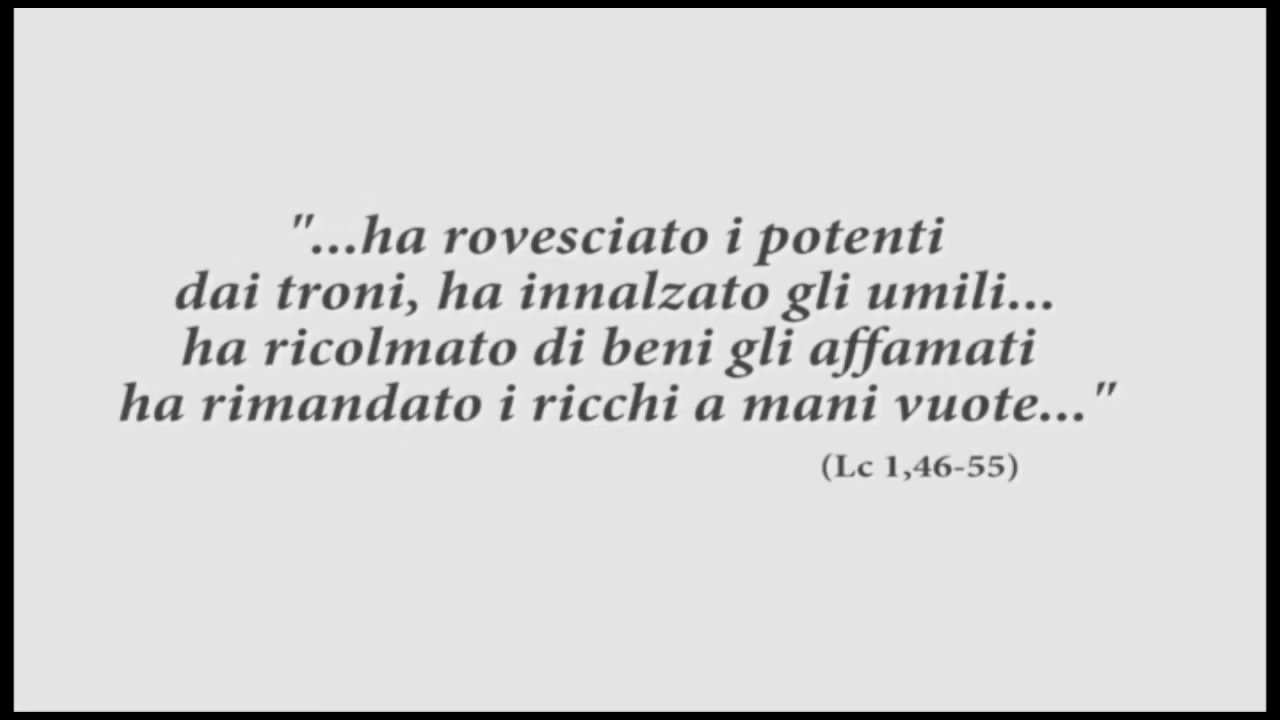 "...ha rovesciato i potenti
dai troni, ha innalzato gli umili...
ha ricolmato di beni gli affamati
ha rimandato i ricchi a mani vuote..."
(Lc 1,46-55)